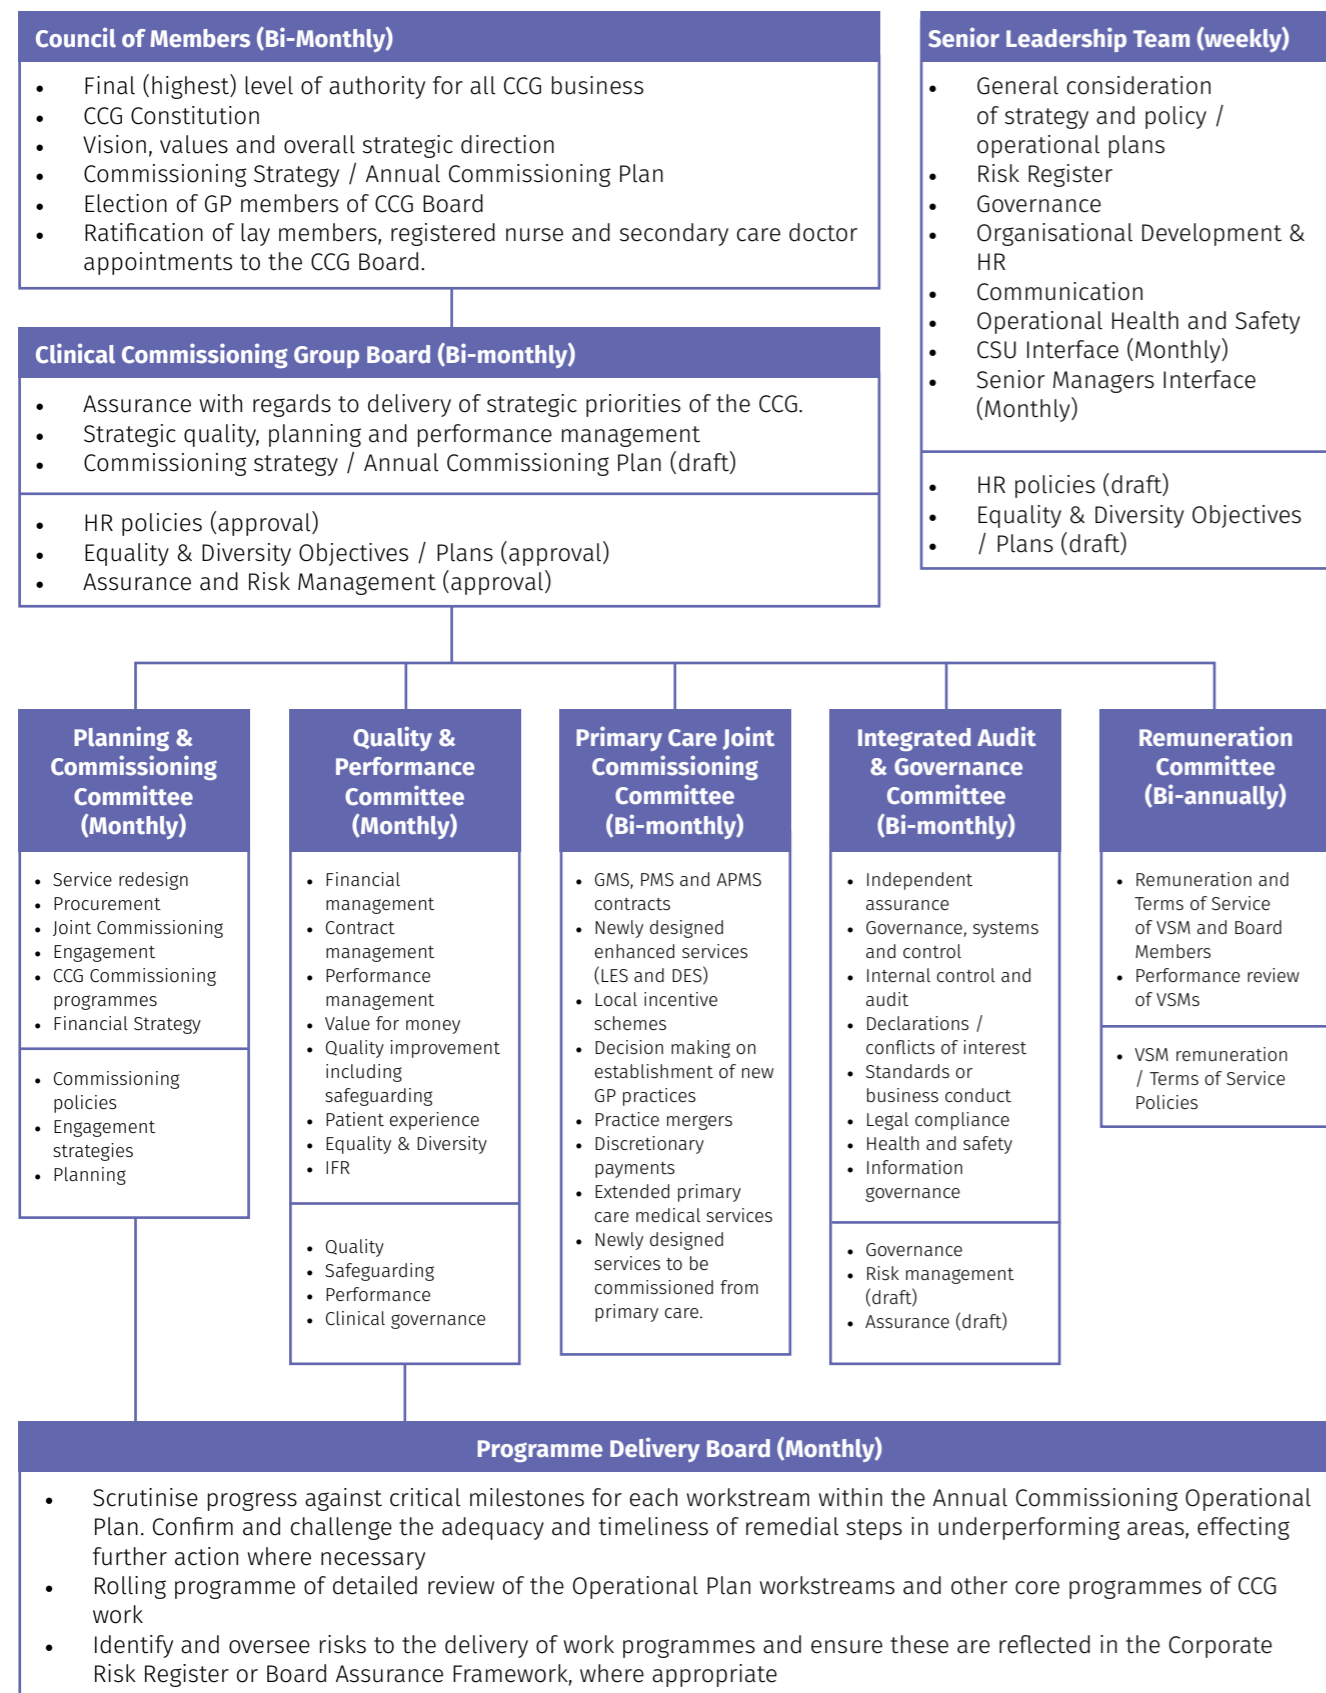 Council of Members (Bi-Monthly)
• Final (highest) level of authority for all CCG business
• CCG Constitution
• Vision, values and overall strategic direction
• Commissioning Strategy / Annual Commissioning Plan
• Election of GP members of CCG Board
• Ratification of lay members, registered nurse and secondary care doctor
appointments to the CCG Board.
Senior Leadership Team (weekly)
• General consideration
of strategy and policy /
operational plans
• Risk Register
• Governance
• Organisational Development &
HR
• Communication
• Operational Health and Safety
• CSU Interface (Monthly)
• Senior Managers Interface
(Monthly)
• HR policies (draft)
• Equality & Diversity Objectives
• / Plans (draft)
Clinical Commissioning Group Board (Bi-monthly)
• Assurance with regards to delivery of strategic priorities of the CCG.
• Strategic quality, planning and performance management
• Commissioning strategy / Annual Commissioning Plan (draft)
• HR policies (approval)
• Equality & Diversity Objectives / Plans (approval)
• Assurance and Risk Management (approval)
Planning &
Commissioning
Committee
(Monthly)
• Service redesign
• Procurement
• Joint Commissioning
• Engagement
• CCG Commissioning
programmes
• Financial Strategy
• Commissioning
policies
• Engagement
strategies
• Planning
Quality &
Performance
Committee
(Monthly)
• Financial
management
• Contract
management
• Performance
management
• Value for money
• Quality improvement
including
safeguarding
• Patient experience
• Equality & Diversity
• IFR
• Quality
• Safeguarding
• Performance
• Clinical governance
Primary Care Joint
Commissioning
Committee
(Bi-monthly)
• GMS, PMS and APMS
contracts
• Newly designed
enhanced services
(LES and DES)
• Local incentive
schemes
• Decision making on
establishment of new
GP practices
• Practice mergers
• Discretionary
payments
• Extended primary
care medical services
• Newly designed
services to be
commissioned from
primary care.
Integrated Audit
& Governance
Committee
(Bi-monthly)
• Independent
assurance
• Governance, systems
and control
• Internal control and
audit
• Declarations /
conflicts of interest
• Standards or
business conduct
• Legal compliance
• Health and safety
• Information
governance
• Governance
• Risk management
(draft)
• Assurance (draft)
Remuneration
Committee
(Bi-annually)
• Remuneration and
Terms of Service
of VSM and Board
Members
• Performance review
of VSMs
• VSM remuneration
/ Terms of Service
Policies
Programme Delivery Board (Monthly)
• Scrutinise progress against critical milestones for each workstream within the Annual Commissioning Operational
Plan. Confirm and challenge the adequacy and timeliness of remedial steps in underperforming areas, effecting
further action where necessary
• Rolling programme of detailed review of the Operational Plan workstreams and other core programmes of CCG
work
• Identify and oversee risks to the delivery of work programmes and ensure these are reflected in the Corporate
Risk Register or Board Assurance Framework, where appropriate